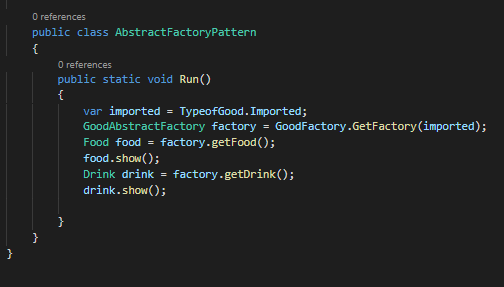 0 references
public class AbstractFactoryPattern
{
0 references
public static void Run()
{
var imported = TypeofGood.Imported;
GoodAbstractFactory factory = GoodFactory.GetFactory(imported);
Food food = factory.getFood();
food.show();
Drink drink = factory.getDrink();
drink.show();
}
}
}